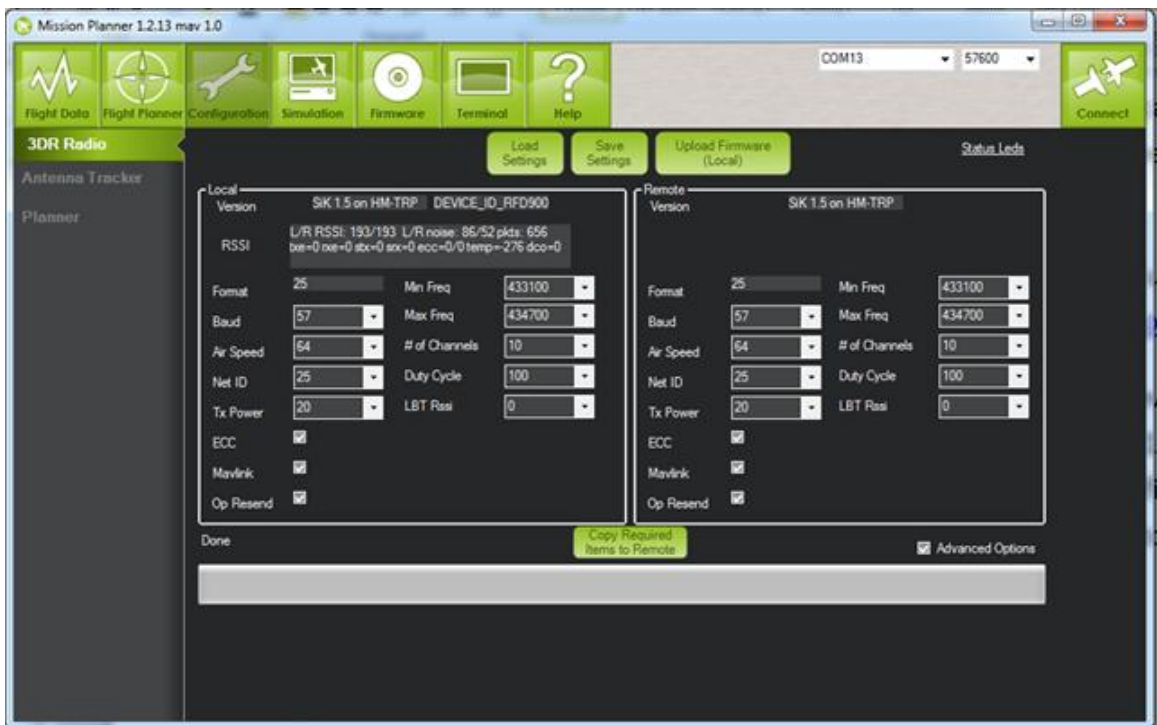 Mission Planner 1.2.13 mav 1.0
COM13 57600
Flight Data Flight Planner Configuration Simulation Firmware Terminal Help Connect
3DR Radio
Antenna Tracker
Planner
Load Settings
Save Settings
Upload Firmware (Local)
Status Leds
Local
Version SiK 1.5 on HM-TRP DEVICE_ID_RFD900
RSSI
L/R RSSI: 193/193 L/R noise: 86/52 pkts: 656
txe=0 rxe=0 stx=0 srx=0 ecc=0/0 temp=-276 dco=0
Format 25 Min Freq 433100
Baud 57 Max Freq 434700
Air Speed 64 # of Channels 10
Net ID 25 Duty Cycle 100
Tx Power 20 LBT Rssi 0
ECC
Mavlink
Op Resend
Remote
Version SiK 1.5 on HM-TRP
Format 25 Min Freq 433100
Baud 57 Max Freq 434700
Air Speed 64 # of Channels 10
Net ID 25 Duty Cycle 100
Tx Power 20 LBT Rssi 0
ECC
Mavlink
Op Resend
Done
Copy Required
Items to Remote
Advanced Options